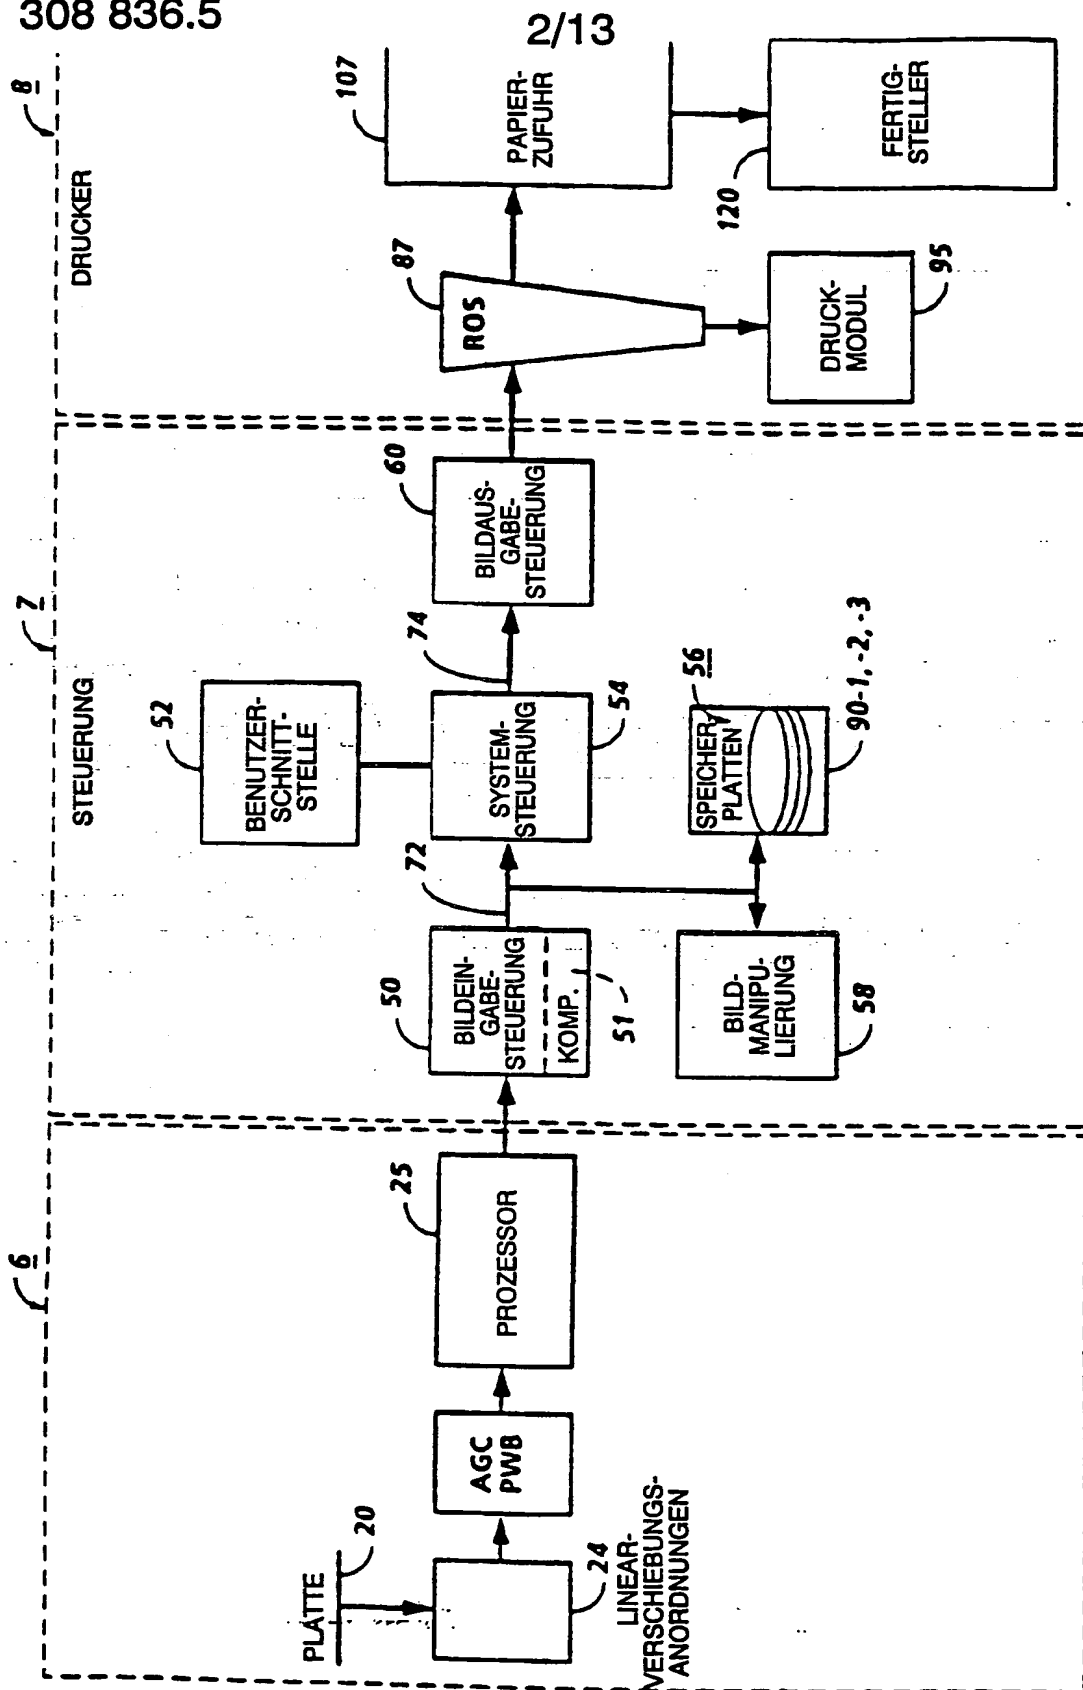 308 836.5
2/13
6
PLATTE
20
24
LINEAR-
VERSCHIEBUNGS-
ANORDNUNGEN
AGC
PWB
PROZESSOR
25
STEUERUNG
7
BILDEIN-
GABE-
STEUERUNG
KOMP.
50
51
72
BENUTZER-
SCHNITT-
STELLE
52
SYSTEM-
STEUERUNG
54
74
BILD-
MANIPU-
LIERUNG
58
SPEICHER-
PLATTEN
56
90-1,-2,-3
BILDAUS-
GABE-
STEUERUNG
60
DRUCKER
8
ROS
87
DRUCK-
MODUL
95
PAPIER-
ZUFUHR
107
FERTIG-
STELLER
120